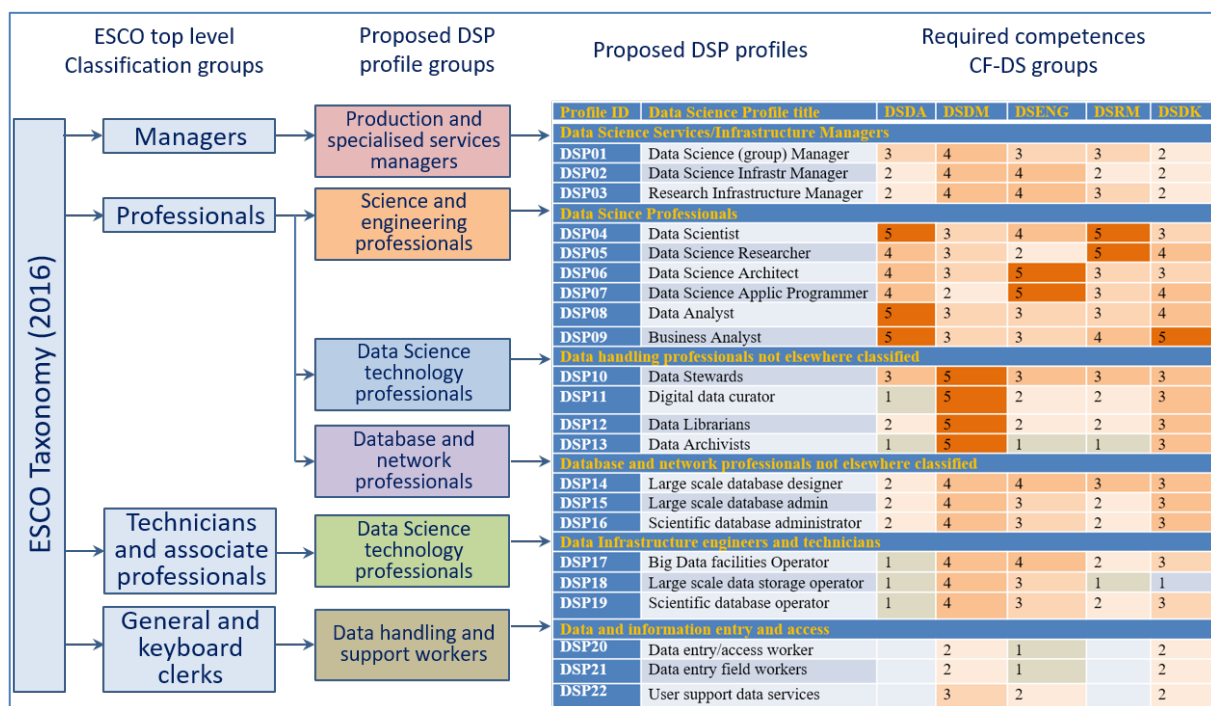 ESCO top level
Classification groups
Proposed DSP
profile groups
Proposed DSP profiles
Required competences
CF-DS groups
ESCO Taxonomy (2016)
Managers
Professionals
Technicians
and associate
professionals
General and
keyboard
clerks
Production and
specialised services
managers
Science and
engineering
professionals
Data Science
technology
professionals
Database and
network
professionals
Data Science
technology
professionals
Data handling and
support workers
Profile ID Data Science Profile title DSDA DSDM DSENG DSRM DSDK
Data Science Services/Infrastructure Managers
DSP01 Data Science (group) Manager 3 4 3 3 2
DSP02 Data Science Infrastr Manager 2 4 4 2 2
DSP03 Research Infrastructure Manager 2 4 4 3 2
Data Scince Professionals
DSP04 Data Scientist 5 3 4 5 3
DSP05 Data Science Researcher 4 3 2 5 4
DSP06 Data Science Architect 4 3 5 3 3
DSP07 Data Science Applic Programmer 4 2 5 3 4
DSP08 Data Analyst 5 3 3 3 4
DSP09 Business Analyst 5 3 3 4 5
Data handling professionals not elsewhere classified
DSP10 Data Stewards 3 5 3 3 3
DSP11 Digital data curator 1 5 2 2 3
DSP12 Data Librarians 2 5 2 2 3
DSP13 Data Archivists 1 5 1 1 3
Database and network professionals not elsewhere classified
DSP14 Large scale database designer 2 4 4 3 3
DSP15 Large scale database admin 2 4 3 2 3
DSP16 Scientific database administrator 2 4 3 2 3
Data Infrastructure engineers and technicians
DSP17 Big Data facilities Operator 1 4 4 2 3
DSP18 Large scale data storage operator 1 4 3 1 1
DSP19 Scientific database operator 1 4 3 2 3
Data and information entry and access
DSP20 Data entry/access worker 2 1 2
DSP21 Data entry field workers 2 1 2
DSP22 User support data services 3 2 2